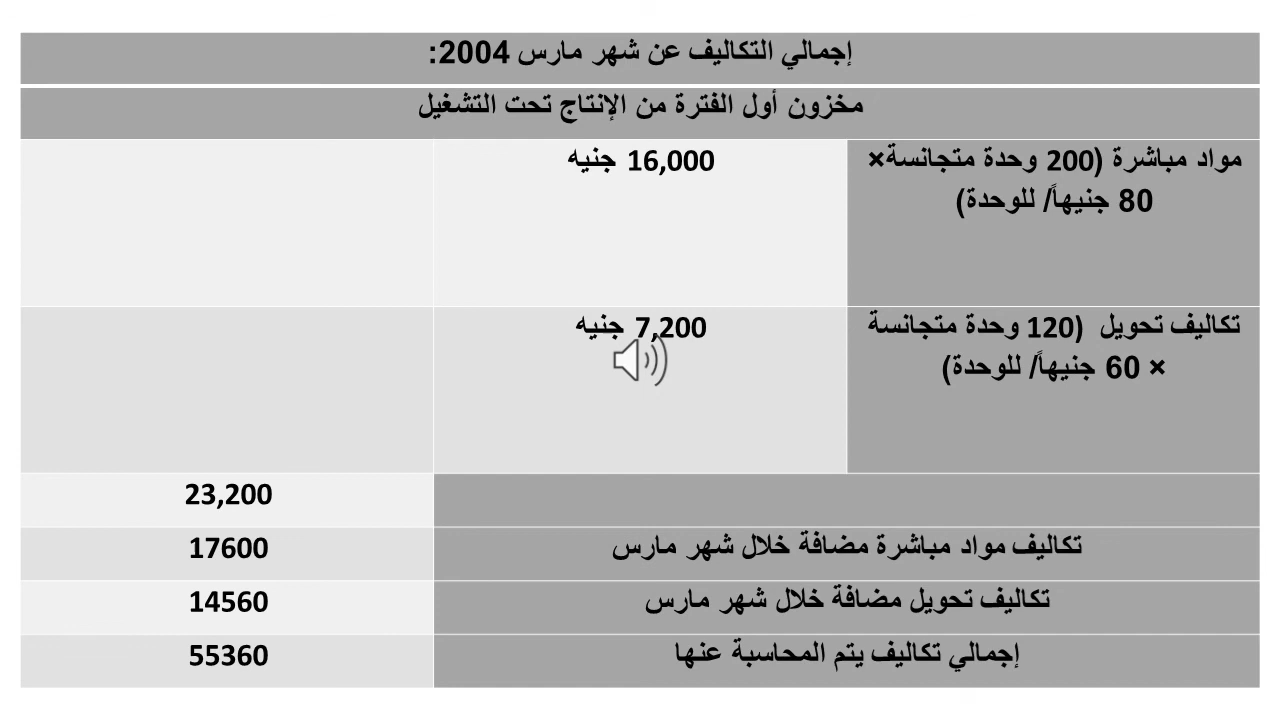 إجمالي التكاليف عن شهر مارس 2004:
مخزون أول الفترة من الإنتاج تحت التشغيل
مواد مباشرة (200 وحدة متجانسة×
80 جنيهاً/ للوحدة)
16,000 جنيه
تكاليف تحويل (120 وحدة متجانسة
× 60 جنيهاً/ للوحدة)
7,200 جنيه
23,200
تكاليف مواد مباشرة مضافة خلال شهر مارس
17600
تكاليف تحويل مضافة خلال شهر مارس
14560
إجمالي تكاليف يتم المحاسبة عنها
55360